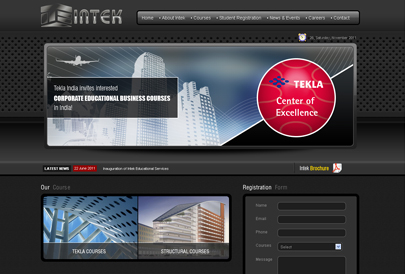 INTEK
Home • About Intek • Courses • Student Registration • News & Events • Careers • Contact
26, Saturday, November, 2011
Tekla India invites Interested
CORPORATE EDUCATIONAL BUSINESS COURSES
in India!
TEKLA
Center of
Excellence
LATEST NEWS 22 June 2011 Inauguration of Intek Educational Services
Intek Brochure
Our Course
TEKLA COURSES
STRUCTURAL COURSES
Registration Form
Name
Email
Phone
Courses Select
Message